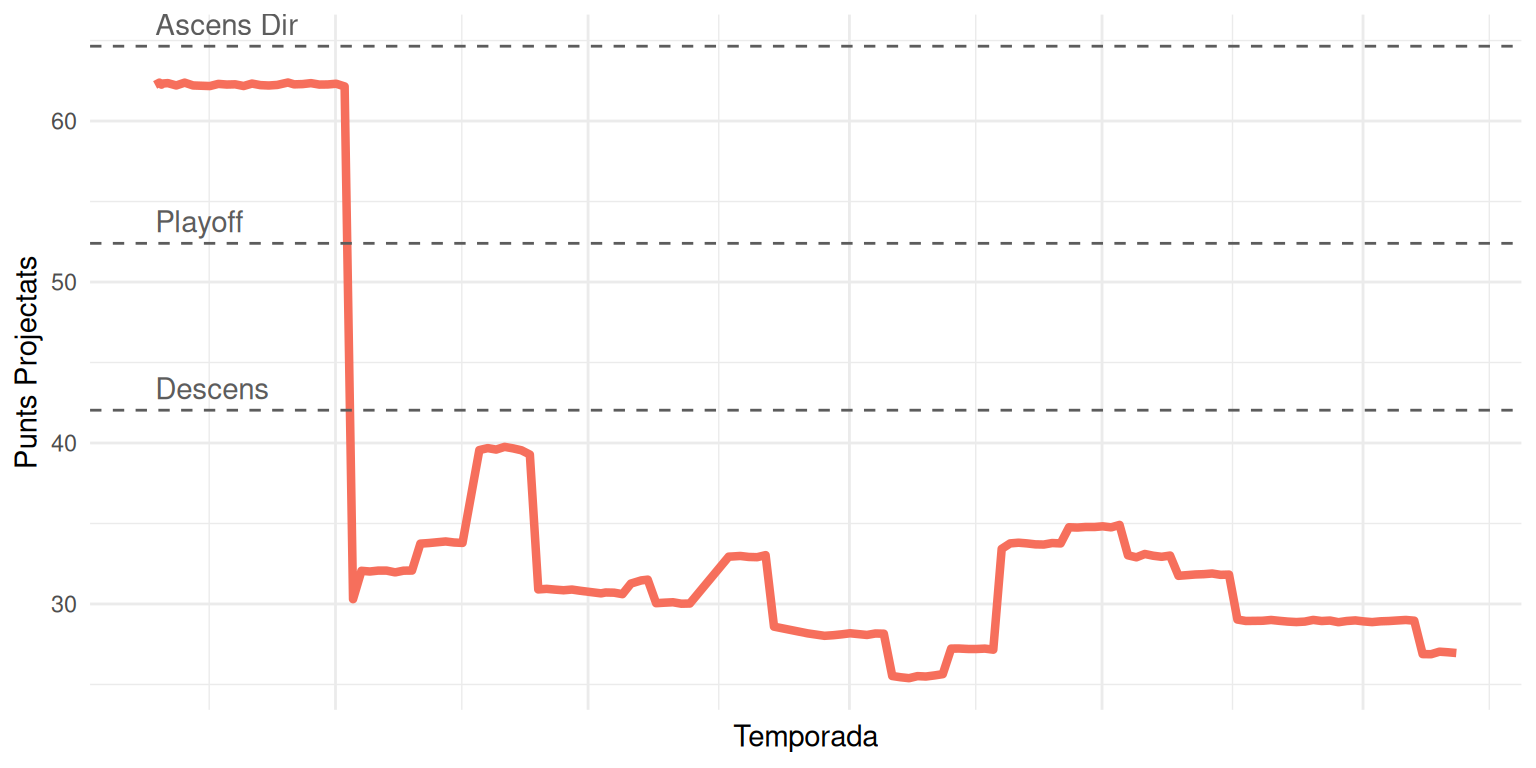 Ascens Dir
60
Playoff
50
Descens
40
30
Punts Projectats
Temporada